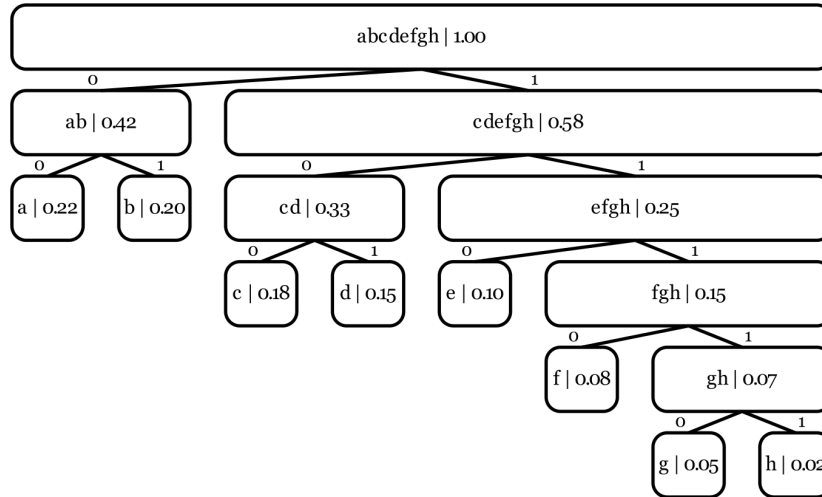 abcdefgh | 1.00
0 1
ab | 0.42 cdefgh | 0.58
0 1 0 1
a | 0.22 b | 0.20 cd | 0.33 efgh | 0.25
0 1 0 1
c | 0.18 d | 0.15 e | 0.10 fgh | 0.15
0 1
f | 0.08 gh | 0.07
0 1
g | 0.05 h | 0.02